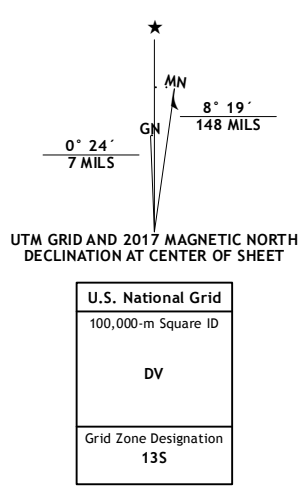 ★
MN
8° 19´
148 MILS
GN
0° 24´
7 MILS
UTM GRID AND 2017 MAGNETIC NORTH
DECLINATION AT CENTER OF SHEET
U.S. National Grid
100,000-m Square ID
DV
Grid Zone Designation
13S